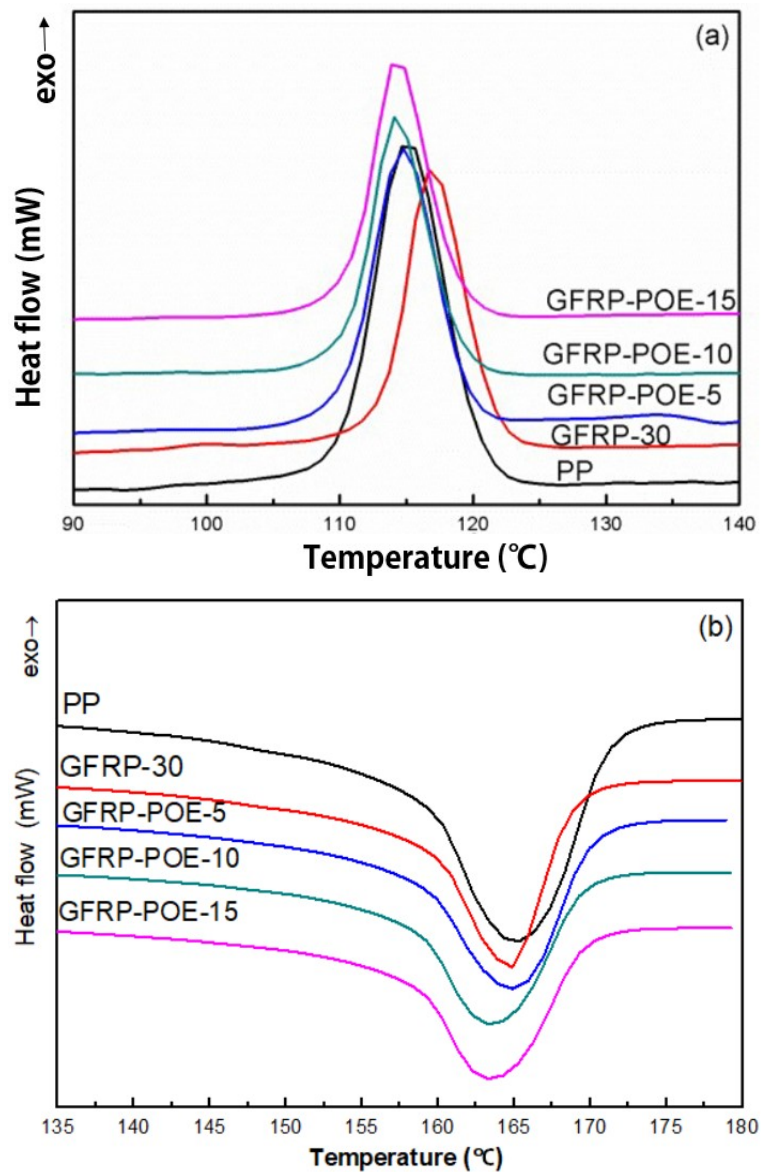 exo→
(a)
Heat flow (mW)
GFRP-POE-15
GFRP-POE-10
GFRP-POE-5
GFRP-30
PP
90 100 110 120 130 140
Temperature (℃)
(b)
exo→
PP
GFRP-30
GFRP-POE-5
GFRP-POE-10
GFRP-POE-15
Heat flow (mW)
135 140 145 150 155 160 165 170 175 180
Temperature (℃)